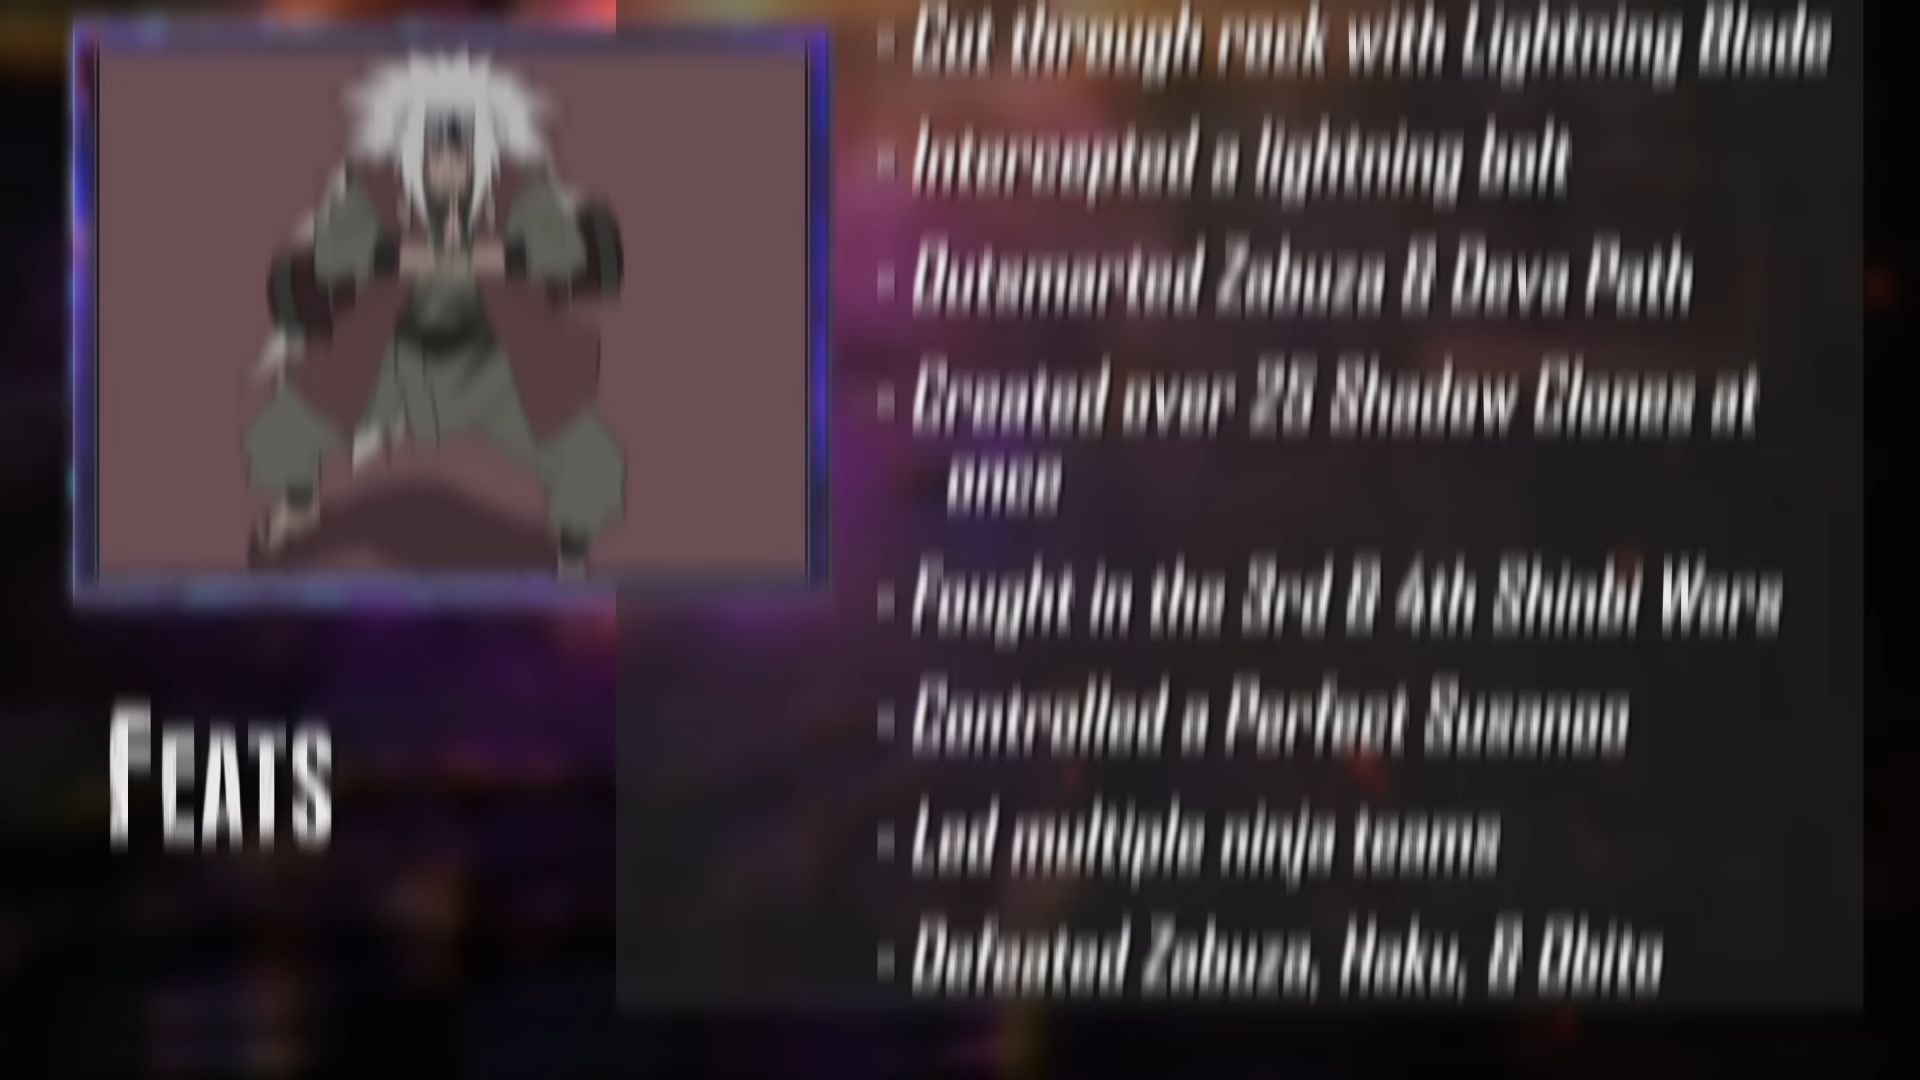 Cut through rock with Lightning Blade
Intercepted a lightning bolt
Outsmarted Zabuza & Deva Path
Created over 25 Shadow Clones at
once
Fought in the 3rd & 4th Shinbi Wars
Controlled a Perfect Susanoo
Led multiple ninja teams
Defeated Zabuza, Haku, & Obito
FEATS